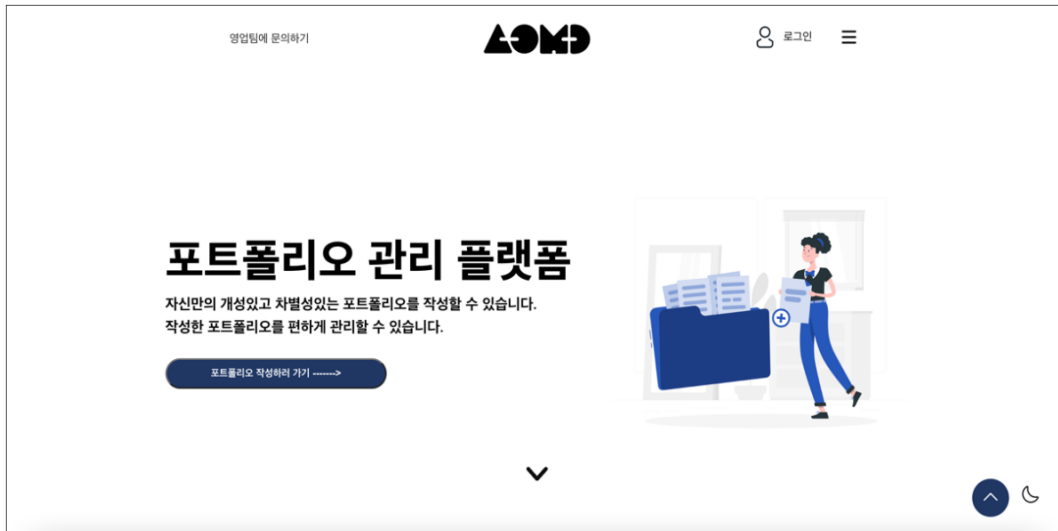 영업팀에 문의하기
AOMD
로그인
포트폴리오 관리 플랫폼
자신만의 개성있고 차별성있는 포트폴리오를 작성할 수 있습니다.
작성한 포트폴리오를 편하게 관리할 수 있습니다.
포트폴리오 작성하러 가기 ------->